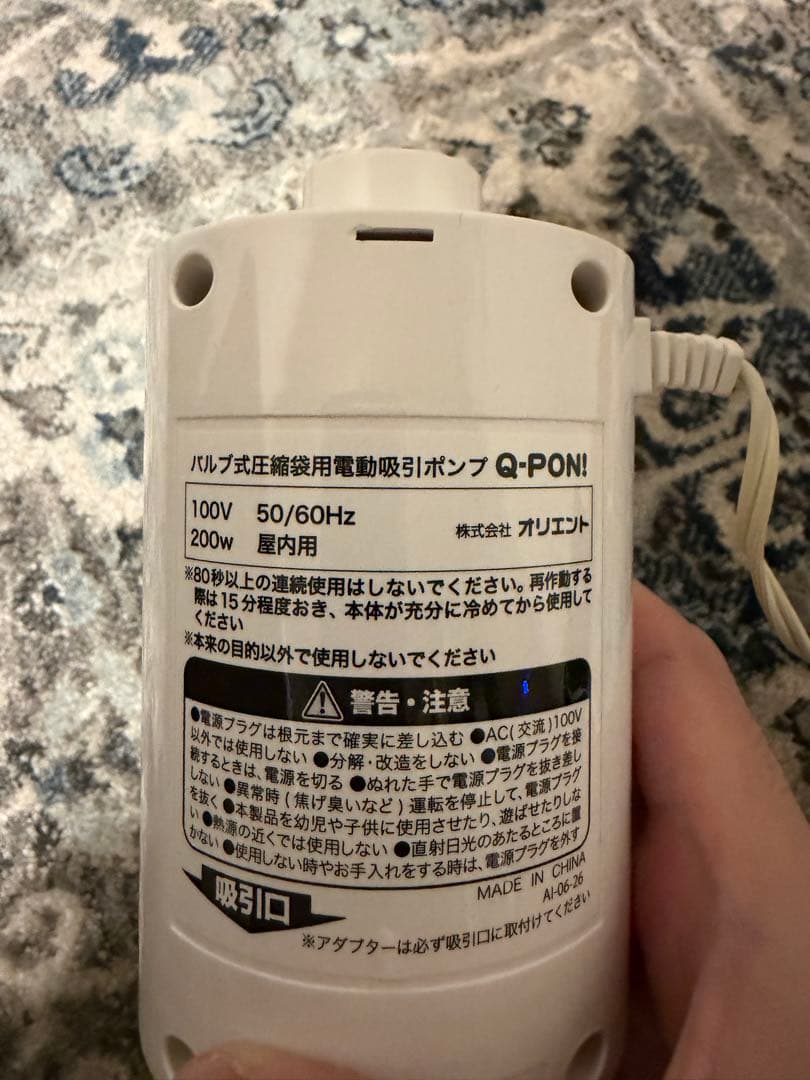 バルブ式圧縮袋用電動吸引ポンプ Q-PON!
100V 50/60Hz
200w 屋内用
株式会社 オリエント
※80秒以上の連続使用はしないでください。再作動する
際は15分程度おき、本体が充分に冷めてから使用して
ください
※本来の目的以外で使用しないでください
警告・注意
●電源プラグは根元まで確実に差し込む ●AC(交流)100V
以外では使用しない ●分解・改造をしない ●電源プラグを接
続するときは、電源を切る ●ぬれた手で電源プラグを抜き差し
しない ●異常時(焦げ臭いなど)運転を停止して、電源プラグ
を抜く ●本製品を幼児や子供に使用させたり、遊ばせたりしな
い ●熱源の近くでは使用しない ●直射日光のあたるところに置
かない ●使用しない時やお手入れをする時は、電源プラグを外す
MADE IN CHINA
AI-06-26
吸引口
※アダプターは必ず吸引口に取付けてください